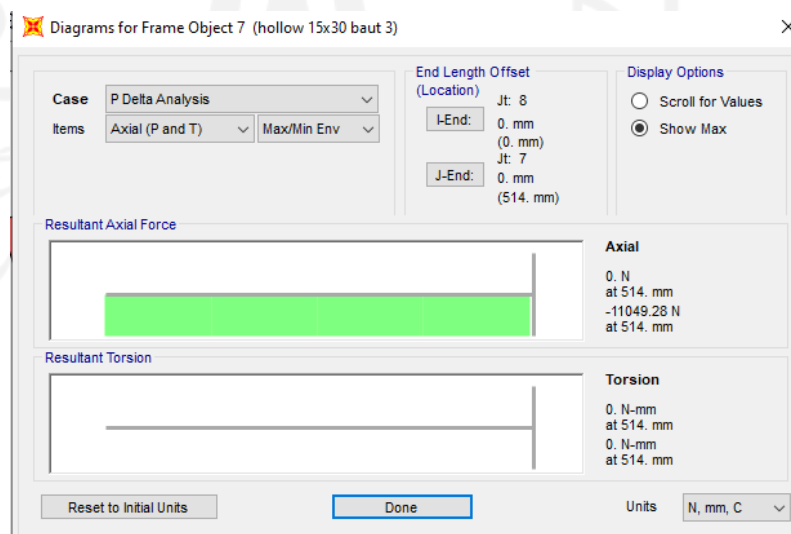 Diagrams for Frame Object 7 (hollow 15x30 baut 3)
Case P Delta Analysis
Items Axial (P and T) Max/Min Env
End Length Offset
(Location)
I-End:
Jt: 8
0. mm
(0. mm)
J-End:
Jt: 7
0. mm
(514. mm)
Display Options
Scroll for Values
Show Max
Resultant Axial Force
Axial
0. N
at 514. mm
-11049.28 N
at 514. mm
Resultant Torsion
Torsion
0. N-mm
at 514. mm
0. N-mm
at 514. mm
Reset to Initial Units
Done
Units N, mm, C